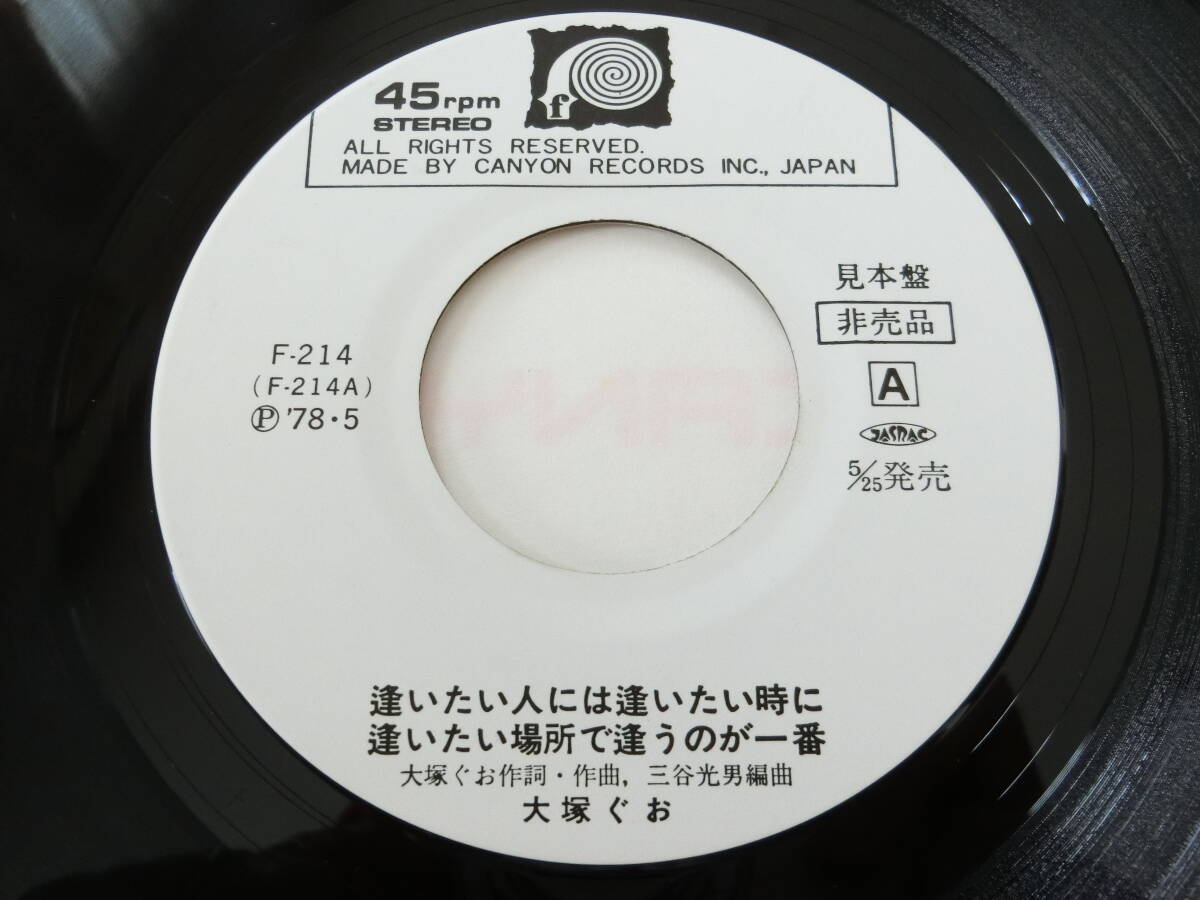 f
45rpm
STEREO
ALL RIGHTS RESERVED.
MADE BY CANYON RECORDS INC., JAPAN
見本盤
非売品
F-214
(F-214A)
Ⓟ'78・5
A
JASRAC
5/25発売
逢いたい人には逢いたい時に
逢いたい場所で逢うのが一番
大塚ぐお作詞・作曲, 三谷光男編曲
大塚ぐお